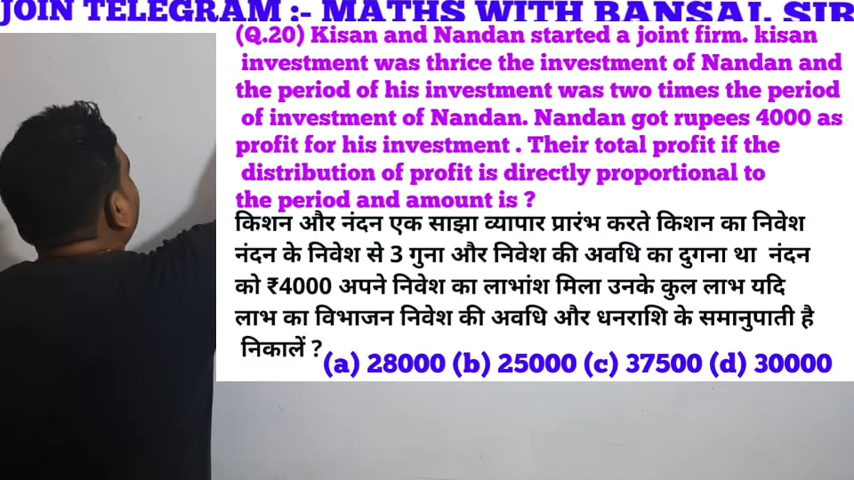 JOIN TELEGRAM :- MATHS WITH BANSAL SIR
(Q.20) Kisan and Nandan started a joint firm. kisan
investment was thrice the investment of Nandan and
the period of his investment was two times the period
of investment of Nandan. Nandan got rupees 4000 as
profit for his investment . Their total profit if the
distribution of profit is directly proportional to
the period and amount is ?
किशन और नंदन एक साझा व्यापार प्रारंभ करते किशन का निवेश
नंदन के निवेश से 3 गुना और निवेश की अवधि का दुगना था नंदन
को ₹4000 अपने निवेश का लाभांश मिला उनके कुल लाभ यदि
लाभ का विभाजन निवेश की अवधि और धनराशि के समानुपाती है
निकालें ?
(a) 28000 (b) 25000 (c) 37500 (d) 30000